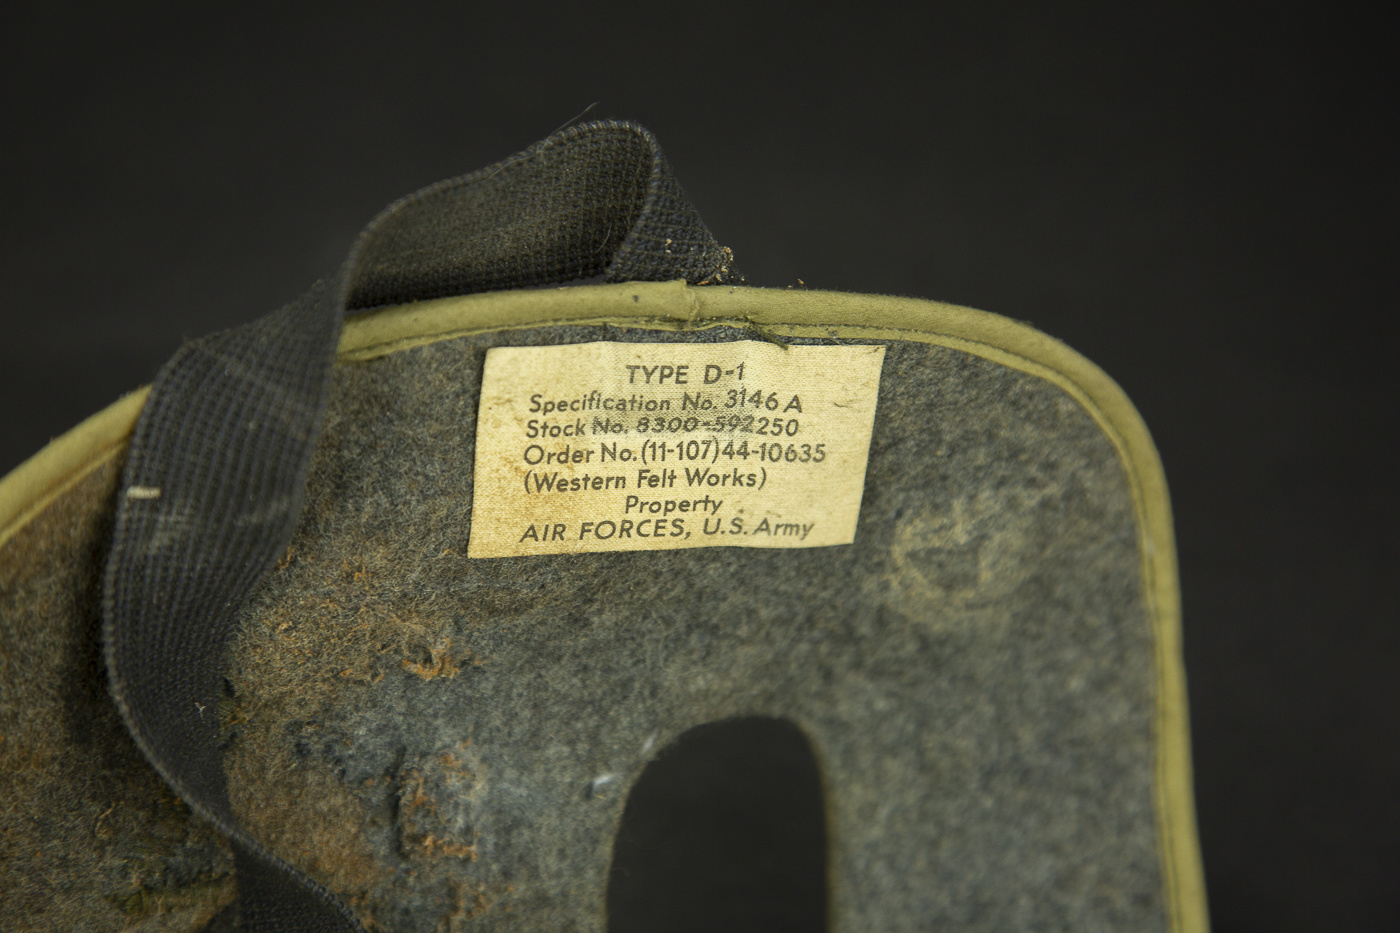 TYPE D-1
Specification No. 3146 A
Stock No. 8300-592250
Order No. (11-107)44-10635
(Western Felt Works)
Property
AIR FORCES, U.S. Army